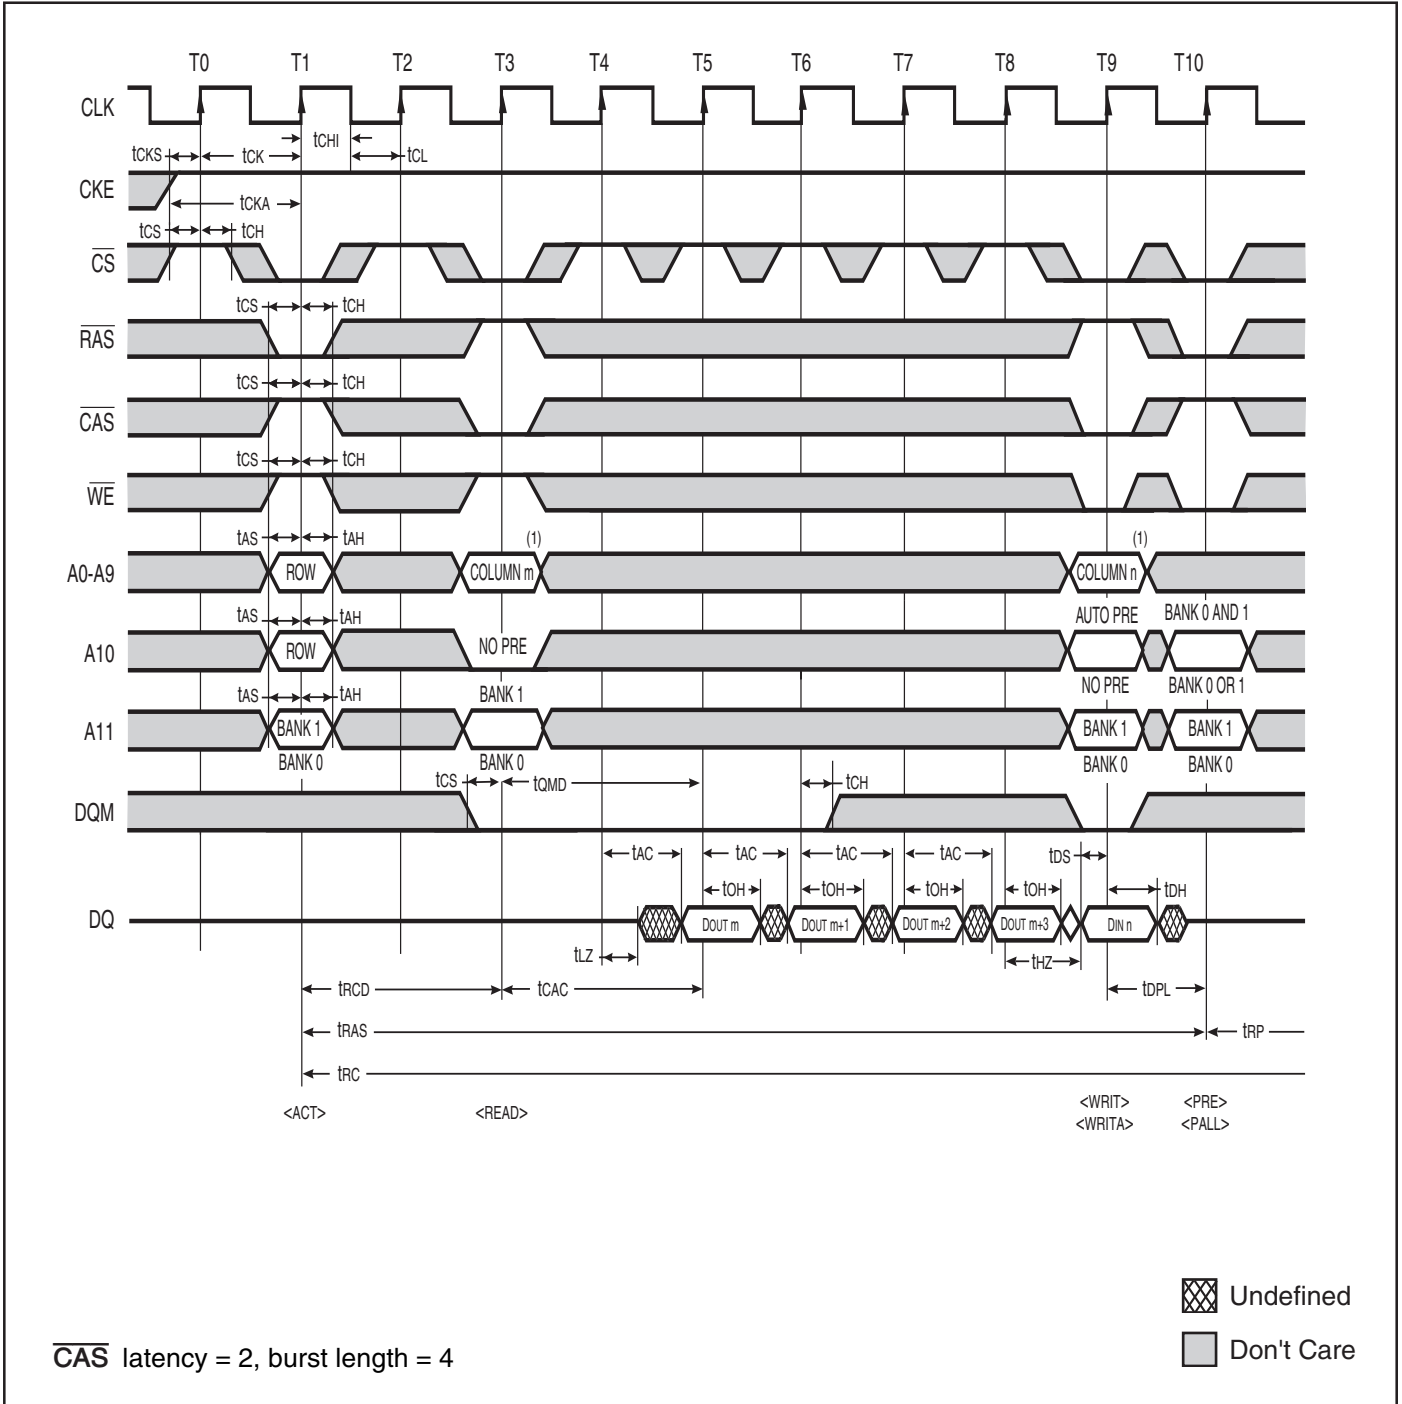 T0 T1 T2 T3 T4 T5 T6 T7 T8 T9 T10
CLK
tCHI
tCKS tCK tCL
CKE
tCKA
tCS tCH
CS
tCS tCH
RAS
tCS tCH
CAS
tCS tCH
WE
tAS tAH (1) (1)
A0-A9 ROW COLUMN m COLUMN n
tAS tAH AUTO PRE BANK 0 AND 1
A10 ROW NO PRE
tAS tAH BANK 1 NO PRE BANK 0 OR 1
A11 BANK 1 BANK 1 BANK 1
BANK 0 BANK 0 BANK 0 BANK 0
tCS tQMD tCH
DQM
tAC tAC tAC tAC tDS
tOH tOH tOH tOH tDH
DQ DOUT m DOUT m+1 DOUT m+2 DOUT m+3 DIN n
tLZ tHZ
tRCD tCAC tDPL
tRAS tRP
tRC
<ACT> <READ> <WRIT> <PRE>
<WRITA> <PALL>
Undefined
Don't Care
CAS latency = 2, burst length = 4